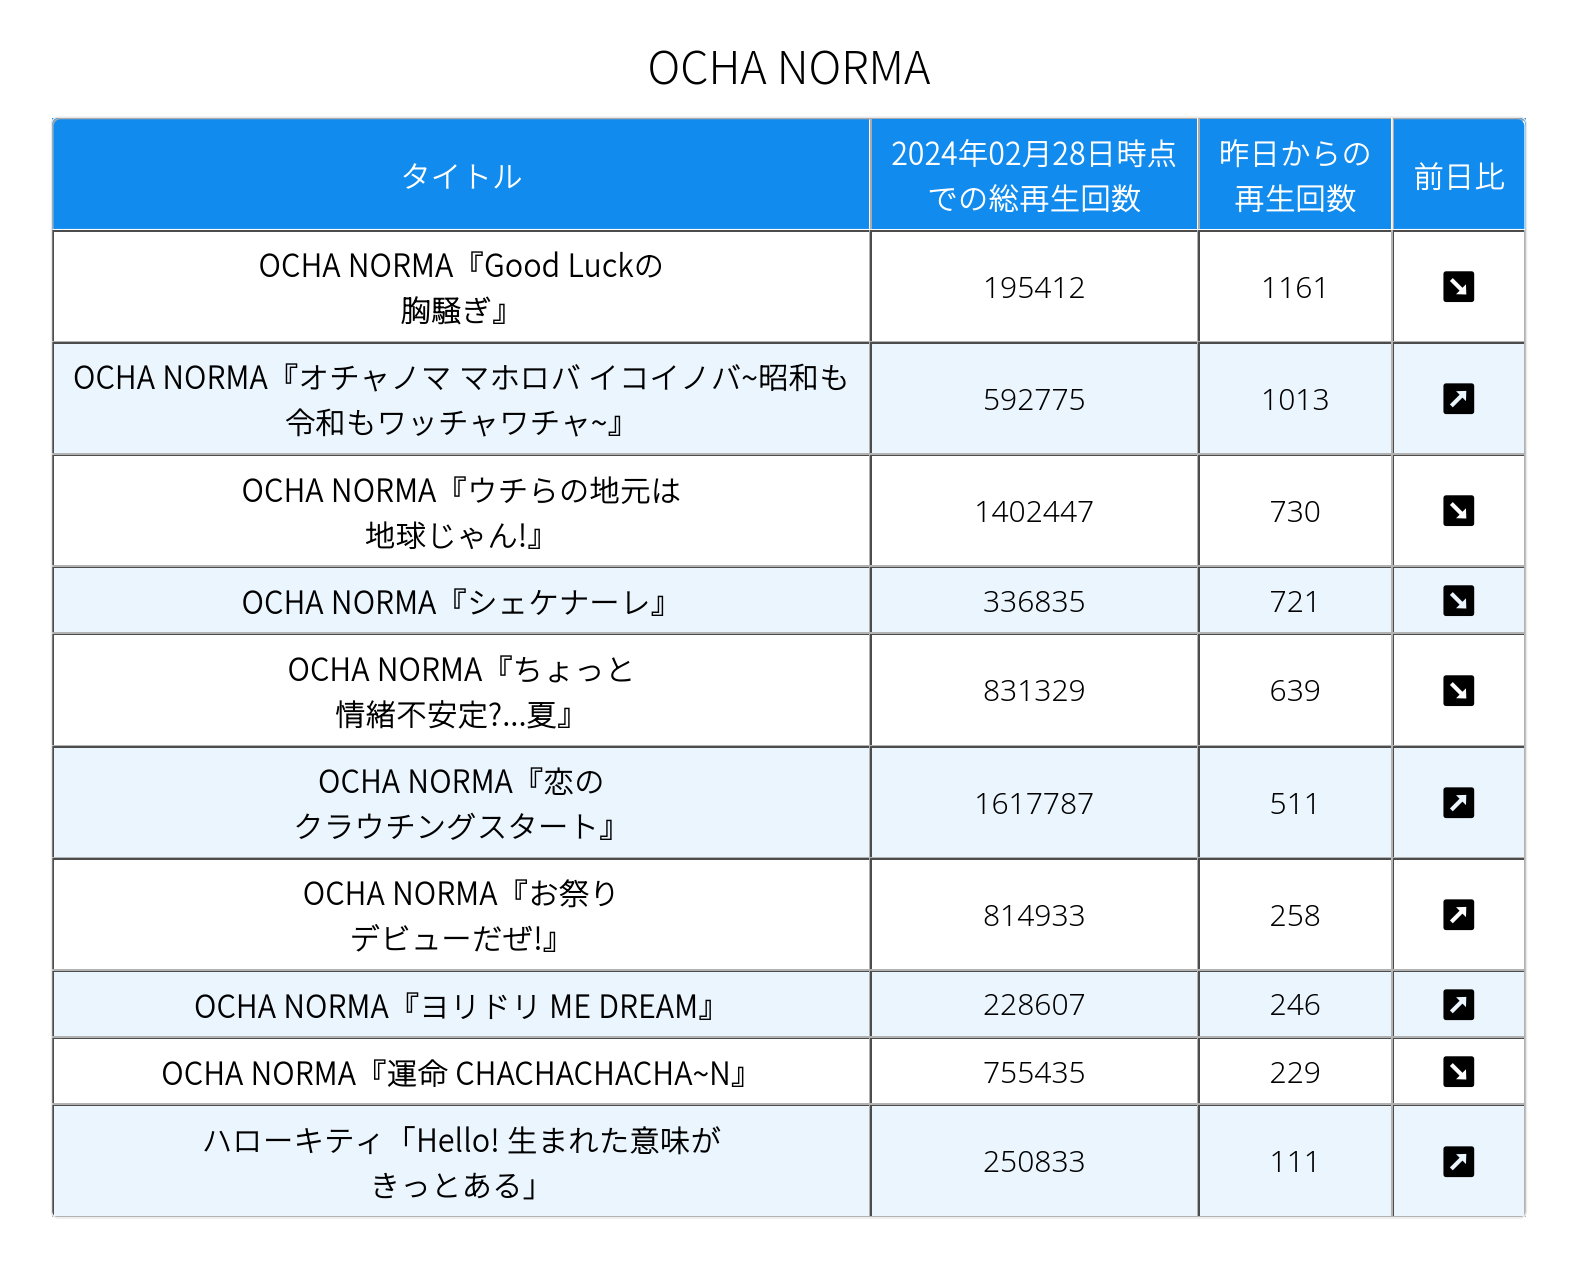 OCHA NORMA
タイトル
2024年02月28日時点
での総再生回数
昨日からの
再生回数
前日比
OCHA NORMA『Good Luckの
胸騒ぎ』
195412
1161
OCHA NORMA『オチャノマ マホロバ イコイノバ~昭和も
令和もワッチャワチャ~』
592775
1013
OCHA NORMA『ウチらの地元は
地球じゃん!』
1402447
730
OCHA NORMA『シェケナーレ』
336835
721
OCHA NORMA『ちょっと
情緒不安定?...夏』
831329
639
OCHA NORMA『恋の
クラウチングスタート』
1617787
511
OCHA NORMA『お祭り
デビューだぜ!』
814933
258
OCHA NORMA『ヨリドリ ME DREAM』
228607
246
OCHA NORMA『運命 CHACHACHACHA~N』
755435
229
ハローキティ「Hello! 生まれた意味が
きっとある」
250833
111